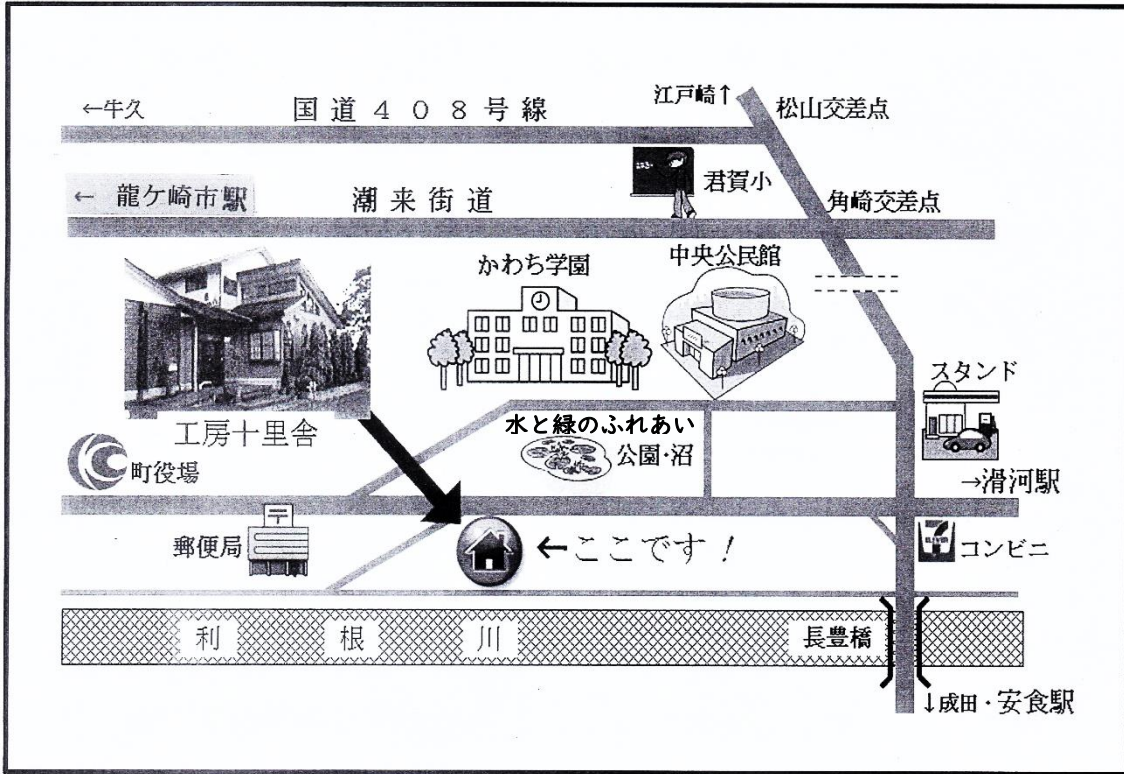 ←牛久
国道４０８号線
江戸崎↑
松山交差点
← 龍ケ崎市駅
潮来街道
君賀小
角崎交差点
かわち学園
中央公民館
スタンド
工房十里舎
水と緑のふれあい
公園・沼
町役場
→滑河駅
〒
郵便局
←ここです！
コンビニ
利根川
長豊橋
↓成田・安食駅